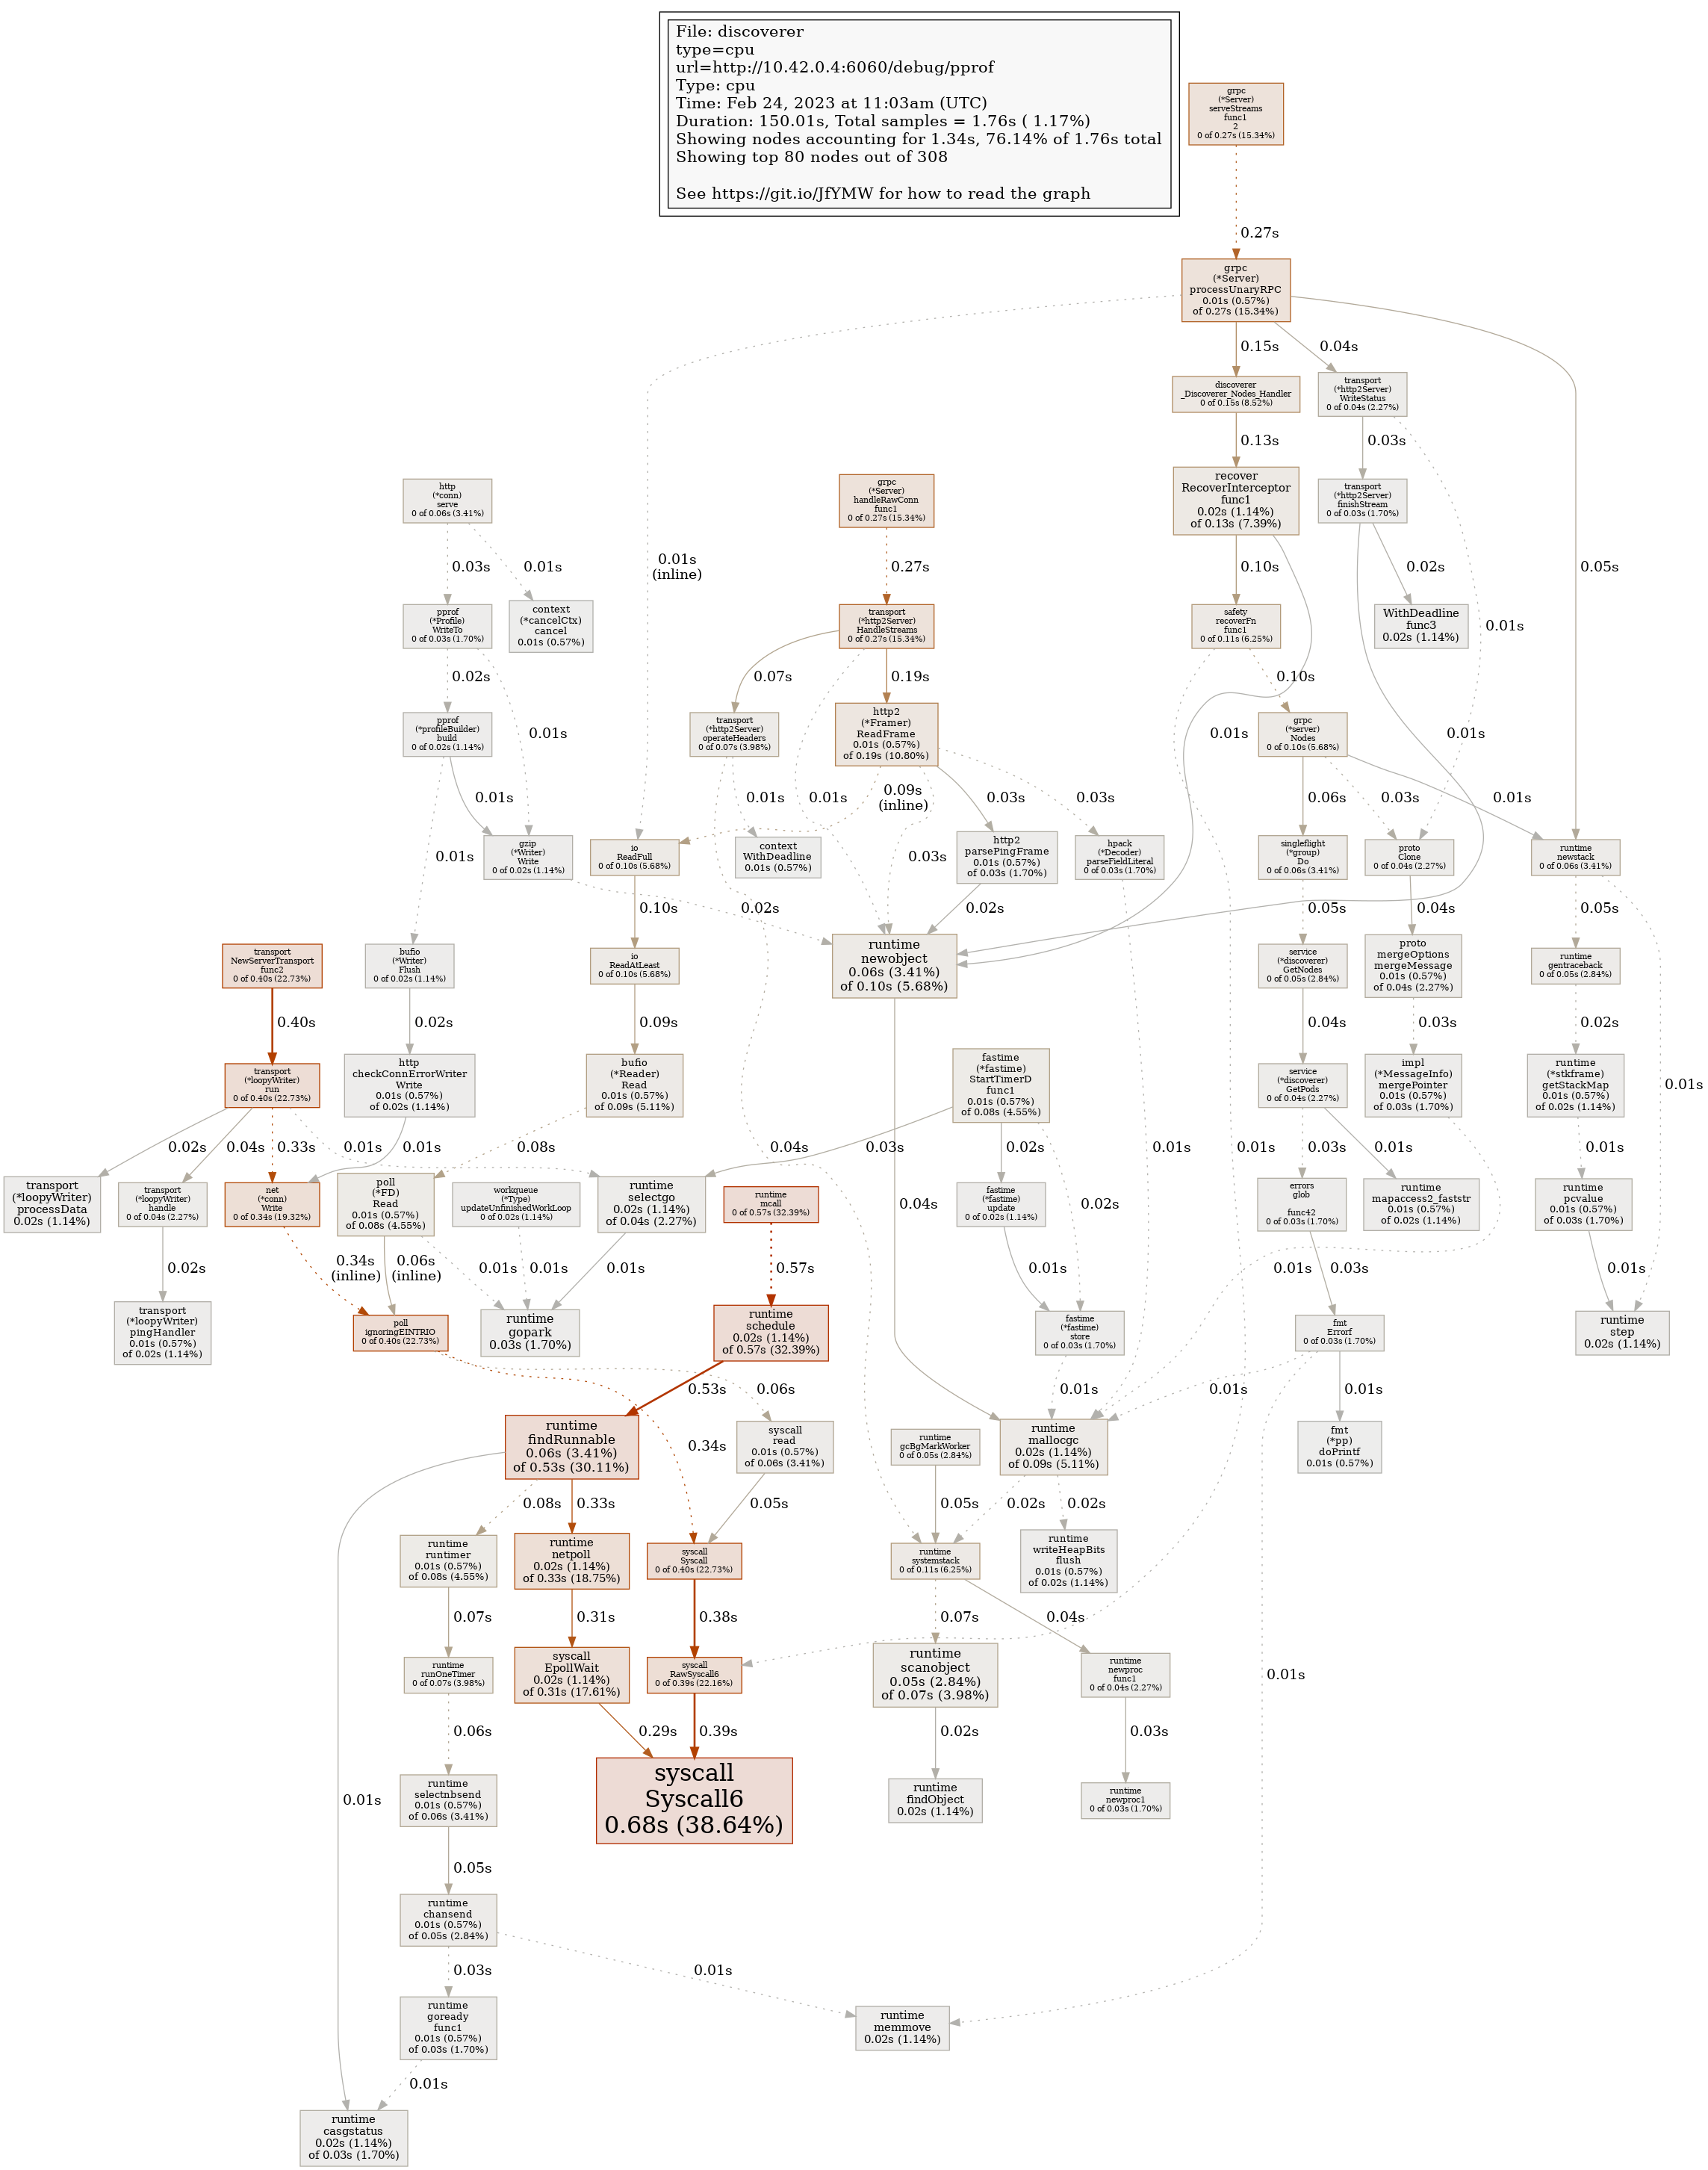 File: discoverer
type=cpu
url=http://10.42.0.4:6060/debug/pprof
Type: cpu
Time: Feb 24, 2023 at 11:03am (UTC)
Duration: 150.01s, Total samples = 1.76s ( 1.17%)
Showing nodes accounting for 1.34s, 76.14% of 1.76s total
Showing top 80 nodes out of 308
See https://git.io/JfYMW for how to read the graph
grpc
(*Server)
serveStreams
func1
2
0 of 0.27s (15.34%)
0.27s
grpc
(*Server)
processUnaryRPC
0.01s (0.57%)
of 0.27s (15.34%)
0.15s
0.04s
discoverer
_Discoverer_Nodes_Handler
0 of 0.15s (8.52%)
transport
(*http2Server)
WriteStatus
0 of 0.04s (2.27%)
0.13s
0.03s
http
(*conn)
serve
0 of 0.06s (3.41%)
grpc
(*Server)
handleRawConn
func1
0 of 0.27s (15.34%)
recover
RecoverInterceptor
func1
0.02s (1.14%)
of 0.13s (7.39%)
transport
(*http2Server)
finishStream
0 of 0.03s (1.70%)
0.03s
0.01s
0.01s
(inline)
0.27s
0.10s
0.02s
0.05s
pprof
(*Profile)
WriteTo
0 of 0.03s (1.70%)
context
(*cancelCtx)
cancel
0.01s (0.57%)
transport
(*http2Server)
HandleStreams
0 of 0.27s (15.34%)
safety
recoverFn
func1
0 of 0.11s (6.25%)
WithDeadline
func3
0.02s (1.14%)
0.01s
0.02s
0.07s
0.19s
0.10s
pprof
(*profileBuilder)
build
0 of 0.02s (1.14%)
0.01s
transport
(*http2Server)
operateHeaders
0 of 0.07s (3.98%)
http2
(*Framer)
ReadFrame
0.01s (0.57%)
of 0.19s (10.80%)
0.01s
grpc
(*server)
Nodes
0 of 0.10s (5.68%)
0.01s
0.01s
0.01s
0.01s
0.09s
(inline)
0.03s
0.03s
0.06s
0.03s
0.01s
gzip
(*Writer)
Write
0 of 0.02s (1.14%)
io
ReadFull
0 of 0.10s (5.68%)
context
WithDeadline
0.01s (0.57%)
0.03s
http2
parsePingFrame
0.01s (0.57%)
of 0.03s (1.70%)
hpack
(*Decoder)
parseFieldLiteral
0 of 0.03s (1.70%)
singleflight
(*group)
Do
0 of 0.06s (3.41%)
proto
Clone
0 of 0.04s (2.27%)
runtime
newstack
0 of 0.06s (3.41%)
0.01s
0.10s
0.02s
0.02s
0.05s
0.04s
0.05s
transport
NewServerTransport
func2
0 of 0.40s (22.73%)
bufio
(*Writer)
Flush
0 of 0.02s (1.14%)
io
ReadAtLeast
0 of 0.10s (5.68%)
runtime
newobject
0.06s (3.41%)
of 0.10s (5.68%)
service
(*discoverer)
GetNodes
0 of 0.05s (2.84%)
proto
mergeOptions
mergeMessage
0.01s (0.57%)
of 0.04s (2.27%)
runtime
gentraceback
0 of 0.05s (2.84%)
0.40s
0.02s
0.09s
0.04s
0.03s
0.02s
transport
(*loopyWriter)
run
0 of 0.40s (22.73%)
http
checkConnErrorWriter
Write
0.01s (0.57%)
of 0.02s (1.14%)
bufio
(*Reader)
Read
0.01s (0.57%)
of 0.09s (5.11%)
fastime
(*fastime)
StartTimerD
func1
0.01s (0.57%)
of 0.08s (4.55%)
service
(*discoverer)
GetPods
0 of 0.04s (2.27%)
impl
(*MessageInfo)
mergePointer
0.01s (0.57%)
of 0.03s (1.70%)
runtime
(*stkframe)
getStackMap
0.01s (0.57%)
of 0.02s (1.14%)
0.01s
0.02s
0.04s
0.33s
0.01s
0.01s
0.08s
0.04s
0.03s
0.02s
0.01s
0.01s
0.03s
0.01s
0.01s
transport
(*loopyWriter)
processData
0.02s (1.14%)
transport
(*loopyWriter)
handle
0 of 0.04s (2.27%)
net
(*conn)
Write
0 of 0.34s (19.32%)
poll
(*FD)
Read
0.01s (0.57%)
of 0.08s (4.55%)
workqueue
(*Type)
updateUnfinishedWorkLoop
0 of 0.02s (1.14%)
runtime
selectgo
0.02s (1.14%)
of 0.04s (2.27%)
runtime
mcall
0 of 0.57s (32.39%)
0.04s
fastime
(*fastime)
update
0 of 0.02s (1.14%)
0.02s
errors
glob

func42
0 of 0.03s (1.70%)
runtime
mapaccess2_faststr
0.01s (0.57%)
of 0.02s (1.14%)
runtime
pcvalue
0.01s (0.57%)
of 0.03s (1.70%)
0.02s
0.34s
(inline)
0.06s
(inline)
0.01s
0.01s
0.01s
0.57s
0.01s
0.01s
0.03s
0.01s
transport
(*loopyWriter)
pingHandler
0.01s (0.57%)
of 0.02s (1.14%)
poll
ignoringEINTRIO
0 of 0.40s (22.73%)
runtime
gopark
0.03s (1.70%)
runtime
schedule
0.02s (1.14%)
of 0.57s (32.39%)
fastime
(*fastime)
store
0 of 0.03s (1.70%)
fmt
Errorf
0 of 0.03s (1.70%)
runtime
step
0.02s (1.14%)
0.53s
0.06s
0.01s
0.01s
0.01s
runtime
findRunnable
0.06s (3.41%)
of 0.53s (30.11%)
0.34s
syscall
read
0.01s (0.57%)
of 0.06s (3.41%)
runtime
gcBgMarkWorker
0 of 0.05s (2.84%)
runtime
mallocgc
0.02s (1.14%)
of 0.09s (5.11%)
fmt
(*pp)
doPrintf
0.01s (0.57%)
0.08s
0.33s
0.05s
0.05s
0.02s
0.02s
runtime
runtimer
0.01s (0.57%)
of 0.08s (4.55%)
runtime
netpoll
0.02s (1.14%)
of 0.33s (18.75%)
syscall
Syscall
0 of 0.40s (22.73%)
runtime
systemstack
0 of 0.11s (6.25%)
runtime
writeHeapBits
flush
0.01s (0.57%)
of 0.02s (1.14%)
0.07s
0.31s
0.38s
0.07s
0.04s
runtime
runOneTimer
0 of 0.07s (3.98%)
syscall
EpollWait
0.02s (1.14%)
of 0.31s (17.61%)
syscall
RawSyscall6
0 of 0.39s (22.16%)
runtime
scanobject
0.05s (2.84%)
of 0.07s (3.98%)
runtime
newproc
func1
0 of 0.04s (2.27%)
0.01s
0.06s
0.29s
0.39s
0.02s
0.03s
0.01s
runtime
selectnbsend
0.01s (0.57%)
of 0.06s (3.41%)
syscall
Syscall6
0.68s (38.64%)
runtime
findObject
0.02s (1.14%)
runtime
newproc1
0 of 0.03s (1.70%)
0.05s
runtime
chansend
0.01s (0.57%)
of 0.05s (2.84%)
0.03s
0.01s
runtime
goready
func1
0.01s (0.57%)
of 0.03s (1.70%)
runtime
memmove
0.02s (1.14%)
0.01s
runtime
casgstatus
0.02s (1.14%)
of 0.03s (1.70%)